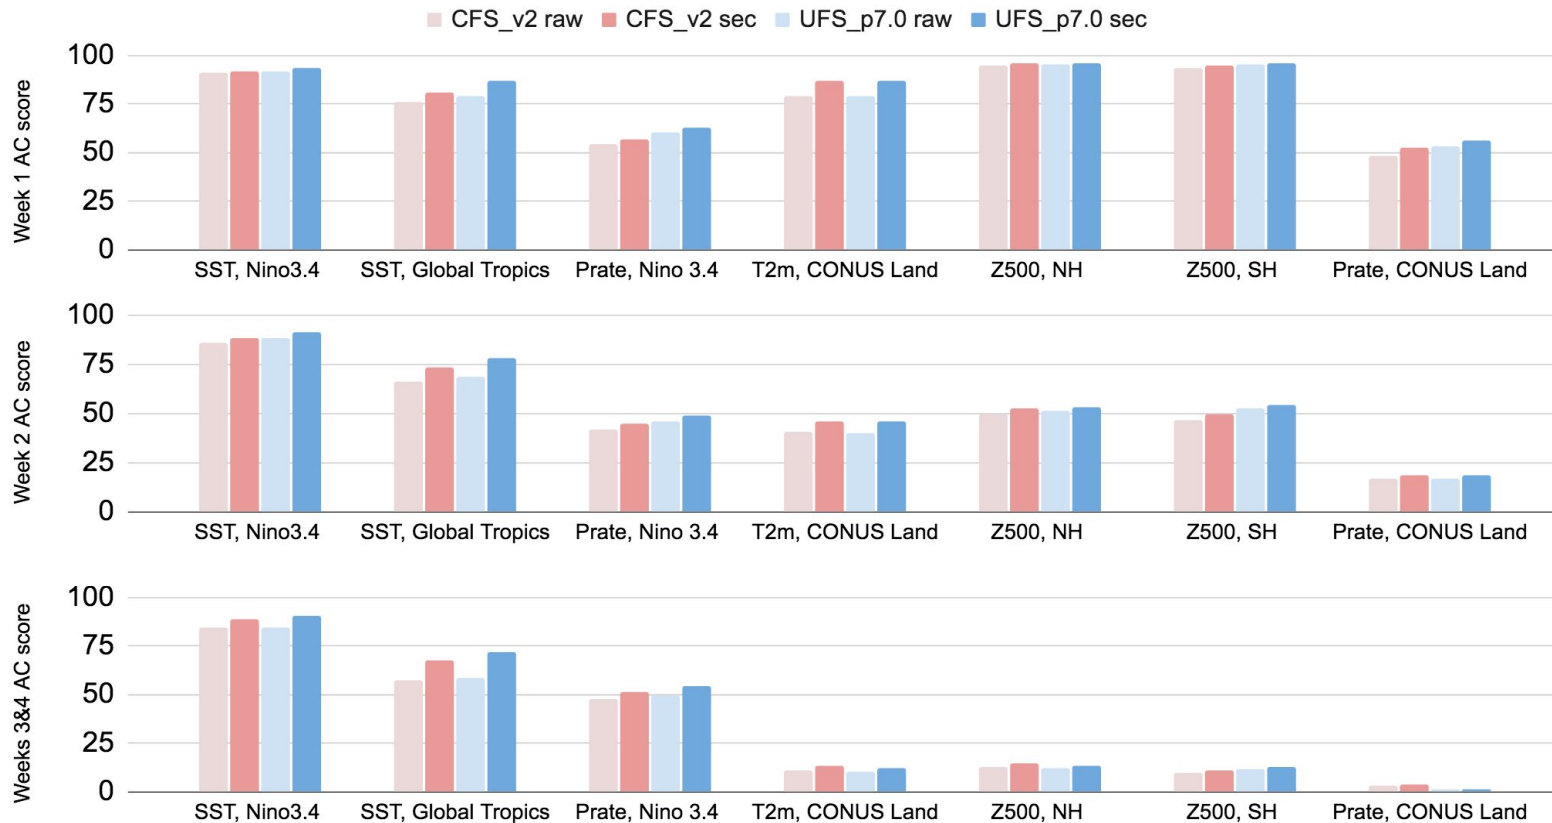 CFS_v2 raw CFS_v2 sec UFS_p7.0 raw UFS_p7.0 sec
Week 1 AC score
100
75
50
25
0
SST, Nino3.4 SST, Global Tropics Prate, Nino 3.4 T2m, CONUS Land Z500, NH Z500, SH Prate, CONUS Land
Week 2 AC score
100
75
50
25
0
SST, Nino3.4 SST, Global Tropics Prate, Nino 3.4 T2m, CONUS Land Z500, NH Z500, SH Prate, CONUS Land
Weeks 3&4 AC score
100
75
50
25
0
SST, Nino3.4 SST, Global Tropics Prate, Nino 3.4 T2m, CONUS Land Z500, NH Z500, SH Prate, CONUS Land